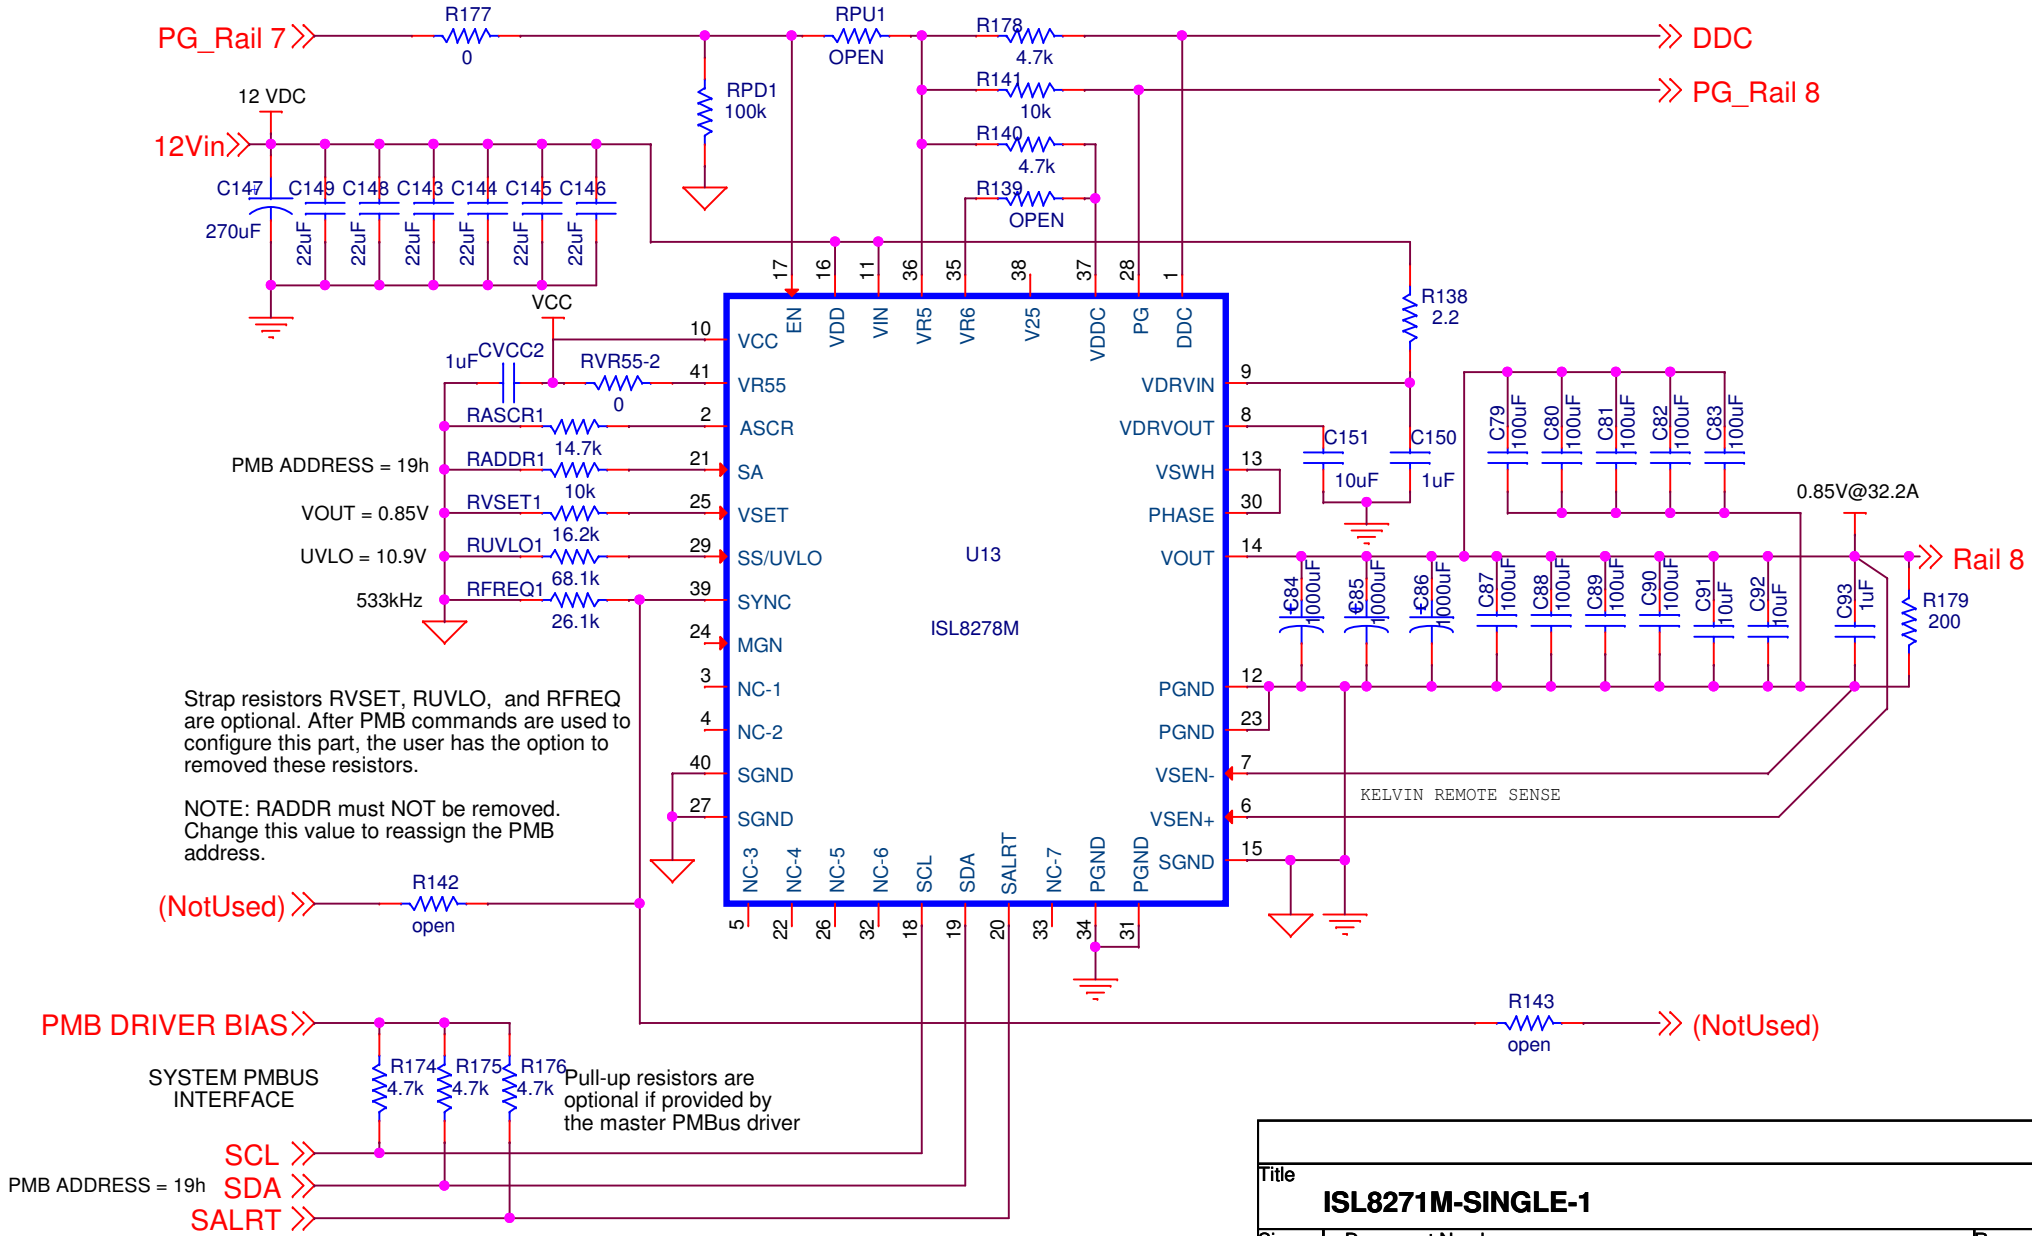 R177
RPU1
R178
PG_Rail 7
0
OPEN
4.7k
DDC
R141
10k
PG_Rail 8
RPD1
100k
12 VDC
12Vin
R140
4.7k
R139
OPEN
C147
C149
C148
C143
C144
C145
C146
270uF
22uF
22uF
22uF
22uF
22uF
22uF
17
16
11
36
35
38
37
28
1
EN
VDD
VIN
VR5
VR6
V25
VDDC
PG
DDC
R138
2.2
VCC
10
VCC
1uF
CVCC2
RVR55-2
0
41
VR55
RASCR1
14.7k
2
ASCR
PMB ADDRESS = 19h
RADDR1
10k
21
SA
VOUT = 0.85V
RVSET1
16.2k
25
VSET
UVLO = 10.9V
RUVLO1
68.1k
29
SS/UVLO
533kHz
RFREQ1
26.1k
39
SYNC
24
MGN
3
NC-1
4
NC-2
40
SGND
27
SGND
U13
ISL8278M
VDRVIN
9
VDRVOUT
8
VSWH
13
PHASE
30
VOUT
14
PGND
12
PGND
23
VSEN-
7
VSEN+
6
SGND
15
C151
10uF
C150
1uF
C79
100uF
C80
100uF
C81
100uF
C82
100uF
C83
100uF
0.85V@32.2A
Rail 8
C84
1000uF
C85
1000uF
C86
1000uF
C87
100uF
C88
100uF
C89
100uF
C90
100uF
C91
10uF
C92
10uF
C93
1uF
R179
200
KELVIN REMOTE SENSE
Strap resistors RVSET, RUVLO, and RFREQ
are optional. After PMB commands are used to
configure this part, the user has the option to
removed these resistors.
NOTE: RADDR must NOT be removed.
Change this value to reassign the PMB
address.
NC-3
NC-4
NC-5
NC-6
SCL
SDA
SALRT
NC-7
PGND
PGND
5
22
26
32
18
19
20
33
34
31
(NotUsed)
R142
open
R143
open
(NotUsed)
PMB DRIVER BIAS
SYSTEM PMBUS
INTERFACE
R174
4.7k
R175
4.7k
R176
4.7k
Pull-up resistors are
optional if provided by
the master PMBus driver
SCL
PMB ADDRESS = 19h
SDA
SALRT
Title
ISL8271M-SINGLE-1